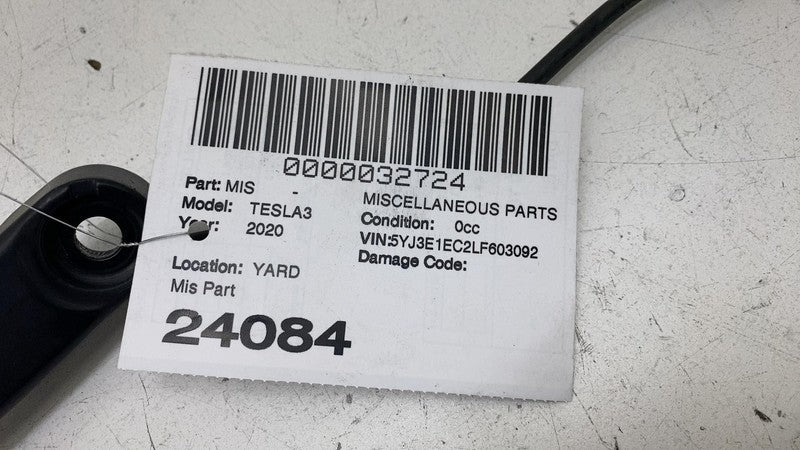 0000032724
Part: MIS - MISCELLANEOUS PARTS
Model: TESLA3 Condition: 0cc
Year: 2020 VIN:5YJ3E1EC2LF603092
Damage Code:
Location: YARD
Mis Part
24084